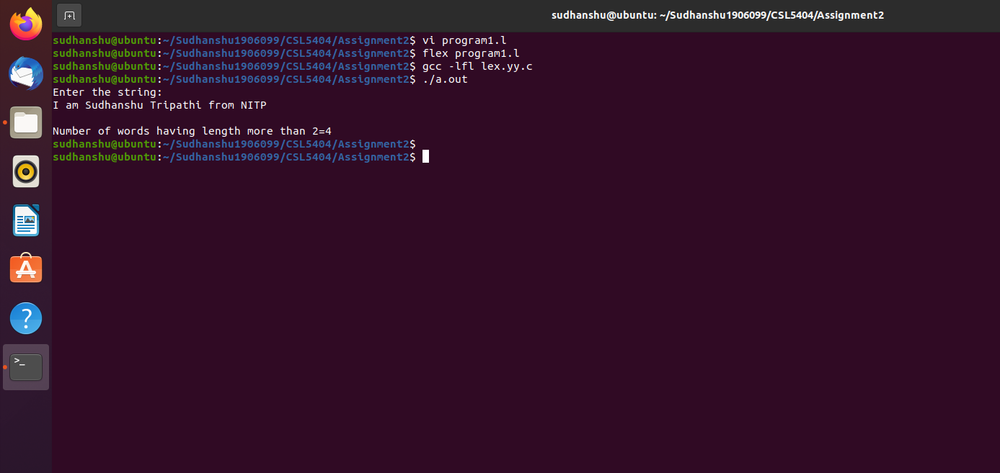 sudhanshu@ubuntu: ~/Sudhanshu1906099/CSL5404/Assignment2
sudhanshu@ubuntu:~/Sudhanshu1906099/CSL5404/Assignment2$ vi program1.l
sudhanshu@ubuntu:~/Sudhanshu1906099/CSL5404/Assignment2$ flex program1.l
sudhanshu@ubuntu:~/Sudhanshu1906099/CSL5404/Assignment2$ gcc -lfl lex.yy.c
sudhanshu@ubuntu:~/Sudhanshu1906099/CSL5404/Assignment2$ ./a.out
Enter the string:
I am Sudhanshu Tripathi from NITP
Number of words having length more than 2=4
sudhanshu@ubuntu:~/Sudhanshu1906099/CSL5404/Assignment2$
sudhanshu@ubuntu:~/Sudhanshu1906099/CSL5404/Assignment2$